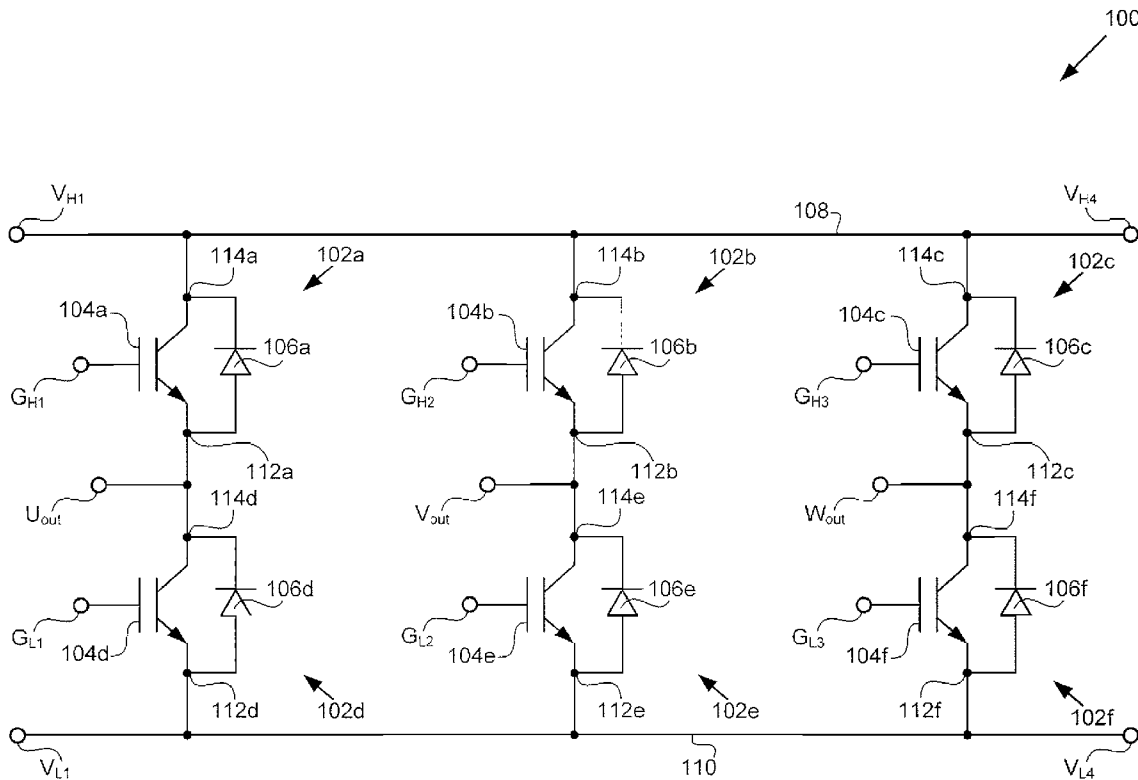 100
V_H1 108 V_H4
114a 102a 114b 102b 114c 102c
104a 106a 104b 106b 104c 106c
G_H1 G_H2 G_H3
112a 112b 112c
U_out 114d V_out 114e W_out 114f
106d 106e 106f
G_L1 104d G_L2 104e G_L3 104f
112d 102d 112e 102e 112f 102f
V_L1 110 V_L4